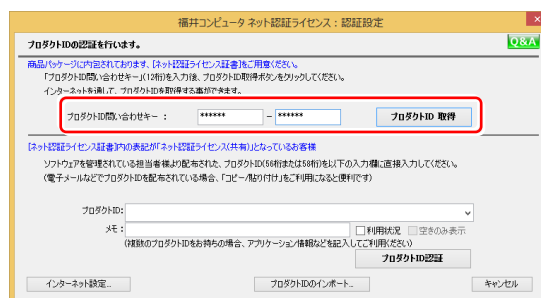 福井コンピュータ ネット認証ライセンス：認証設定
×
プロダクトIDの認証を行います。
Q&A
商品パッケージに内包されております、[ネット認証ライセンス証書]をご用意ください。
「プロダクトID問い合わせキー」(12桁)を入力後、プロダクトID取得ボタンをクリックしてください。
インターネットを通して、プロダクトIDを取得する事ができます。
プロダクトID問い合わせキー ： ****** － ****** プロダクトID 取得
[ネット認証ライセンス証書]内の表記が「ネット認証ライセンス(共有)」となっているお客様
ソフトウェアを管理されている担当者様より配布された、プロダクトID(56桁または58桁)を以下の入力欄に直接入力してください。
(電子メールなどでプロダクトIDを配布されている場合、「コピー/貼り付け」をご利用になると便利です)
プロダクトID：
メモ： 利用状況 空きのみ表示
(複数のプロダクトIDをお持ちの場合、アプリケーション情報などを記入してご利用ください)
プロダクトID認証
インターネット設定... プロダクトIDのインポート... キャンセル